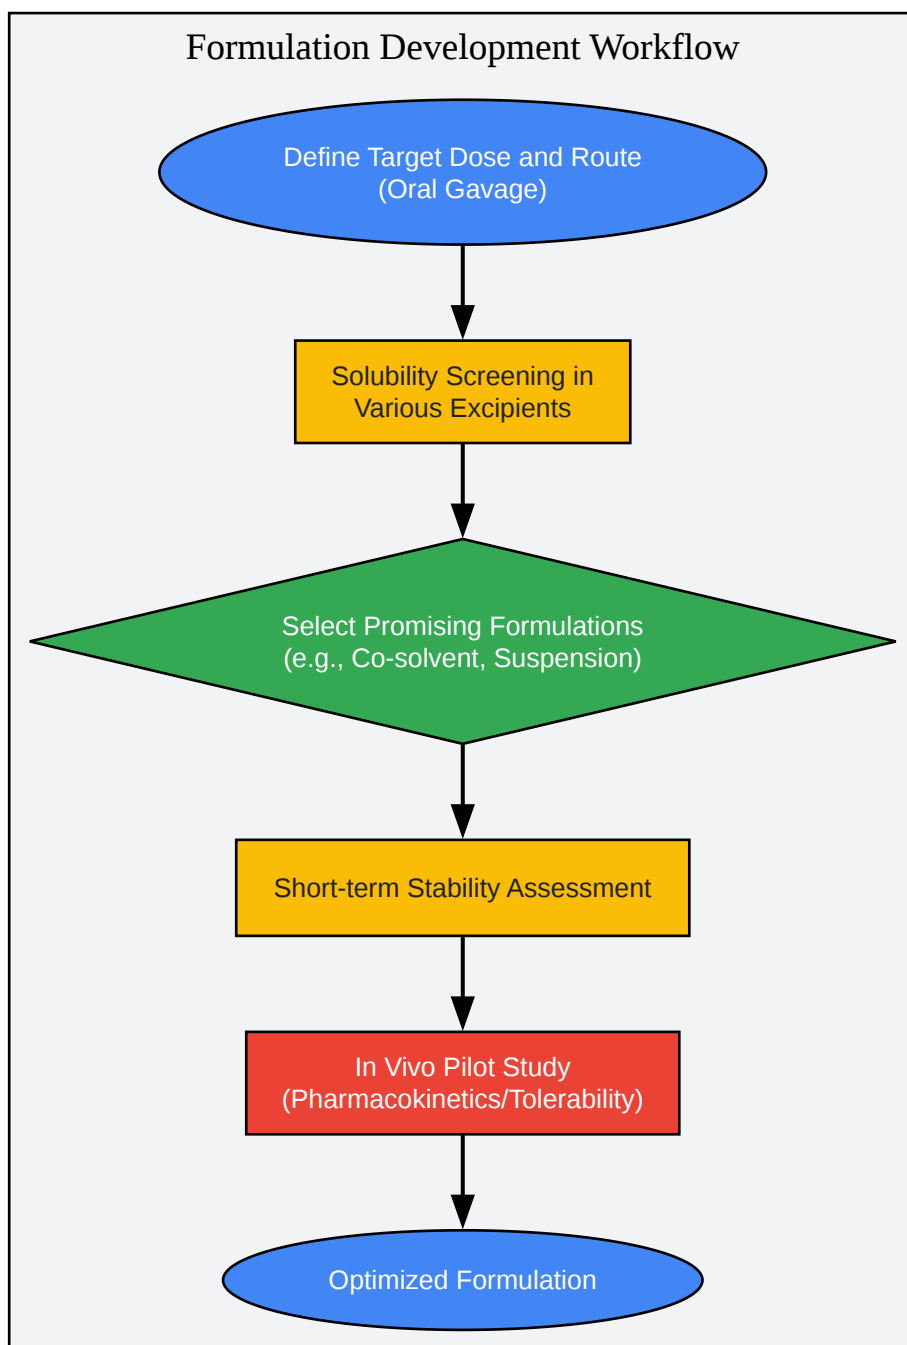 Formulation Development Workflow
Define Target Dose and Route
(Oral Gavage)
Solubility Screening in
Various Excipients
Select Promising Formulations
(e.g., Co-solvent, Suspension)
Short-term Stability Assessment
In Vivo Pilot Study
(Pharmacokinetics/Tolerability)
Optimized Formulation